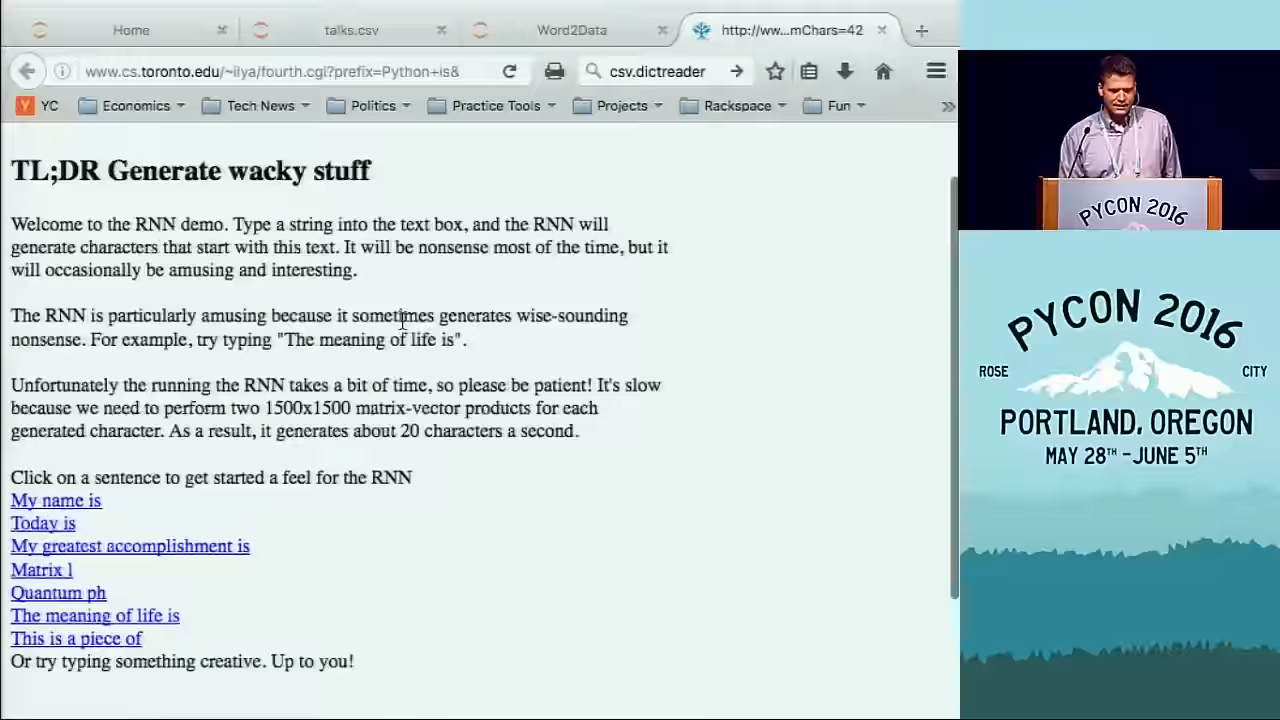 Home
talks.csv
Word2Data
http://ww...mChars=42
www.cs.toronto.edu/~ilya/fourth.cgi?prefix=Python+is&
csv.dictreader
Y YC
Economics
Tech News
Politics
Practice Tools
Projects
Rackspace
Fun
TL;DR Generate wacky stuff
Welcome to the RNN demo. Type a string into the text box, and the RNN will
generate characters that start with this text. It will be nonsense most of the time, but it
will occasionally be amusing and interesting.
The RNN is particularly amusing because it sometimes generates wise-sounding
nonsense. For example, try typing "The meaning of life is".
Unfortunately the running the RNN takes a bit of time, so please be patient! It's slow
because we need to perform two 1500x1500 matrix-vector products for each
generated character. As a result, it generates about 20 characters a second.
Click on a sentence to get started a feel for the RNN
My name is
Today is
My greatest accomplishment is
Matrix l
Quantum ph
The meaning of life is
This is a piece of
Or try typing something creative. Up to you!
PYCON 2016
PYCON 2016
ROSE CITY
PORTLAND, OREGON
MAY 28TH - JUNE 5TH